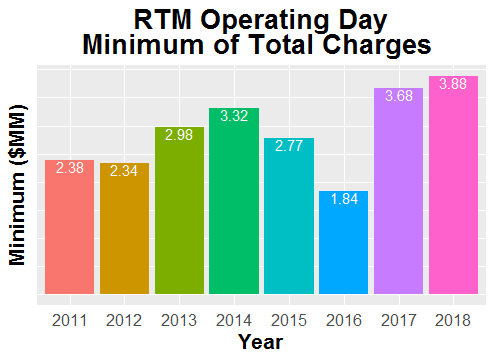 RTM Operating Day
Minimum of Total Charges
Minimum ($MM)
2.38
2.34
2.98
3.32
2.77
1.84
3.68
3.88
2011 2012 2013 2014 2015 2016 2017 2018
Year